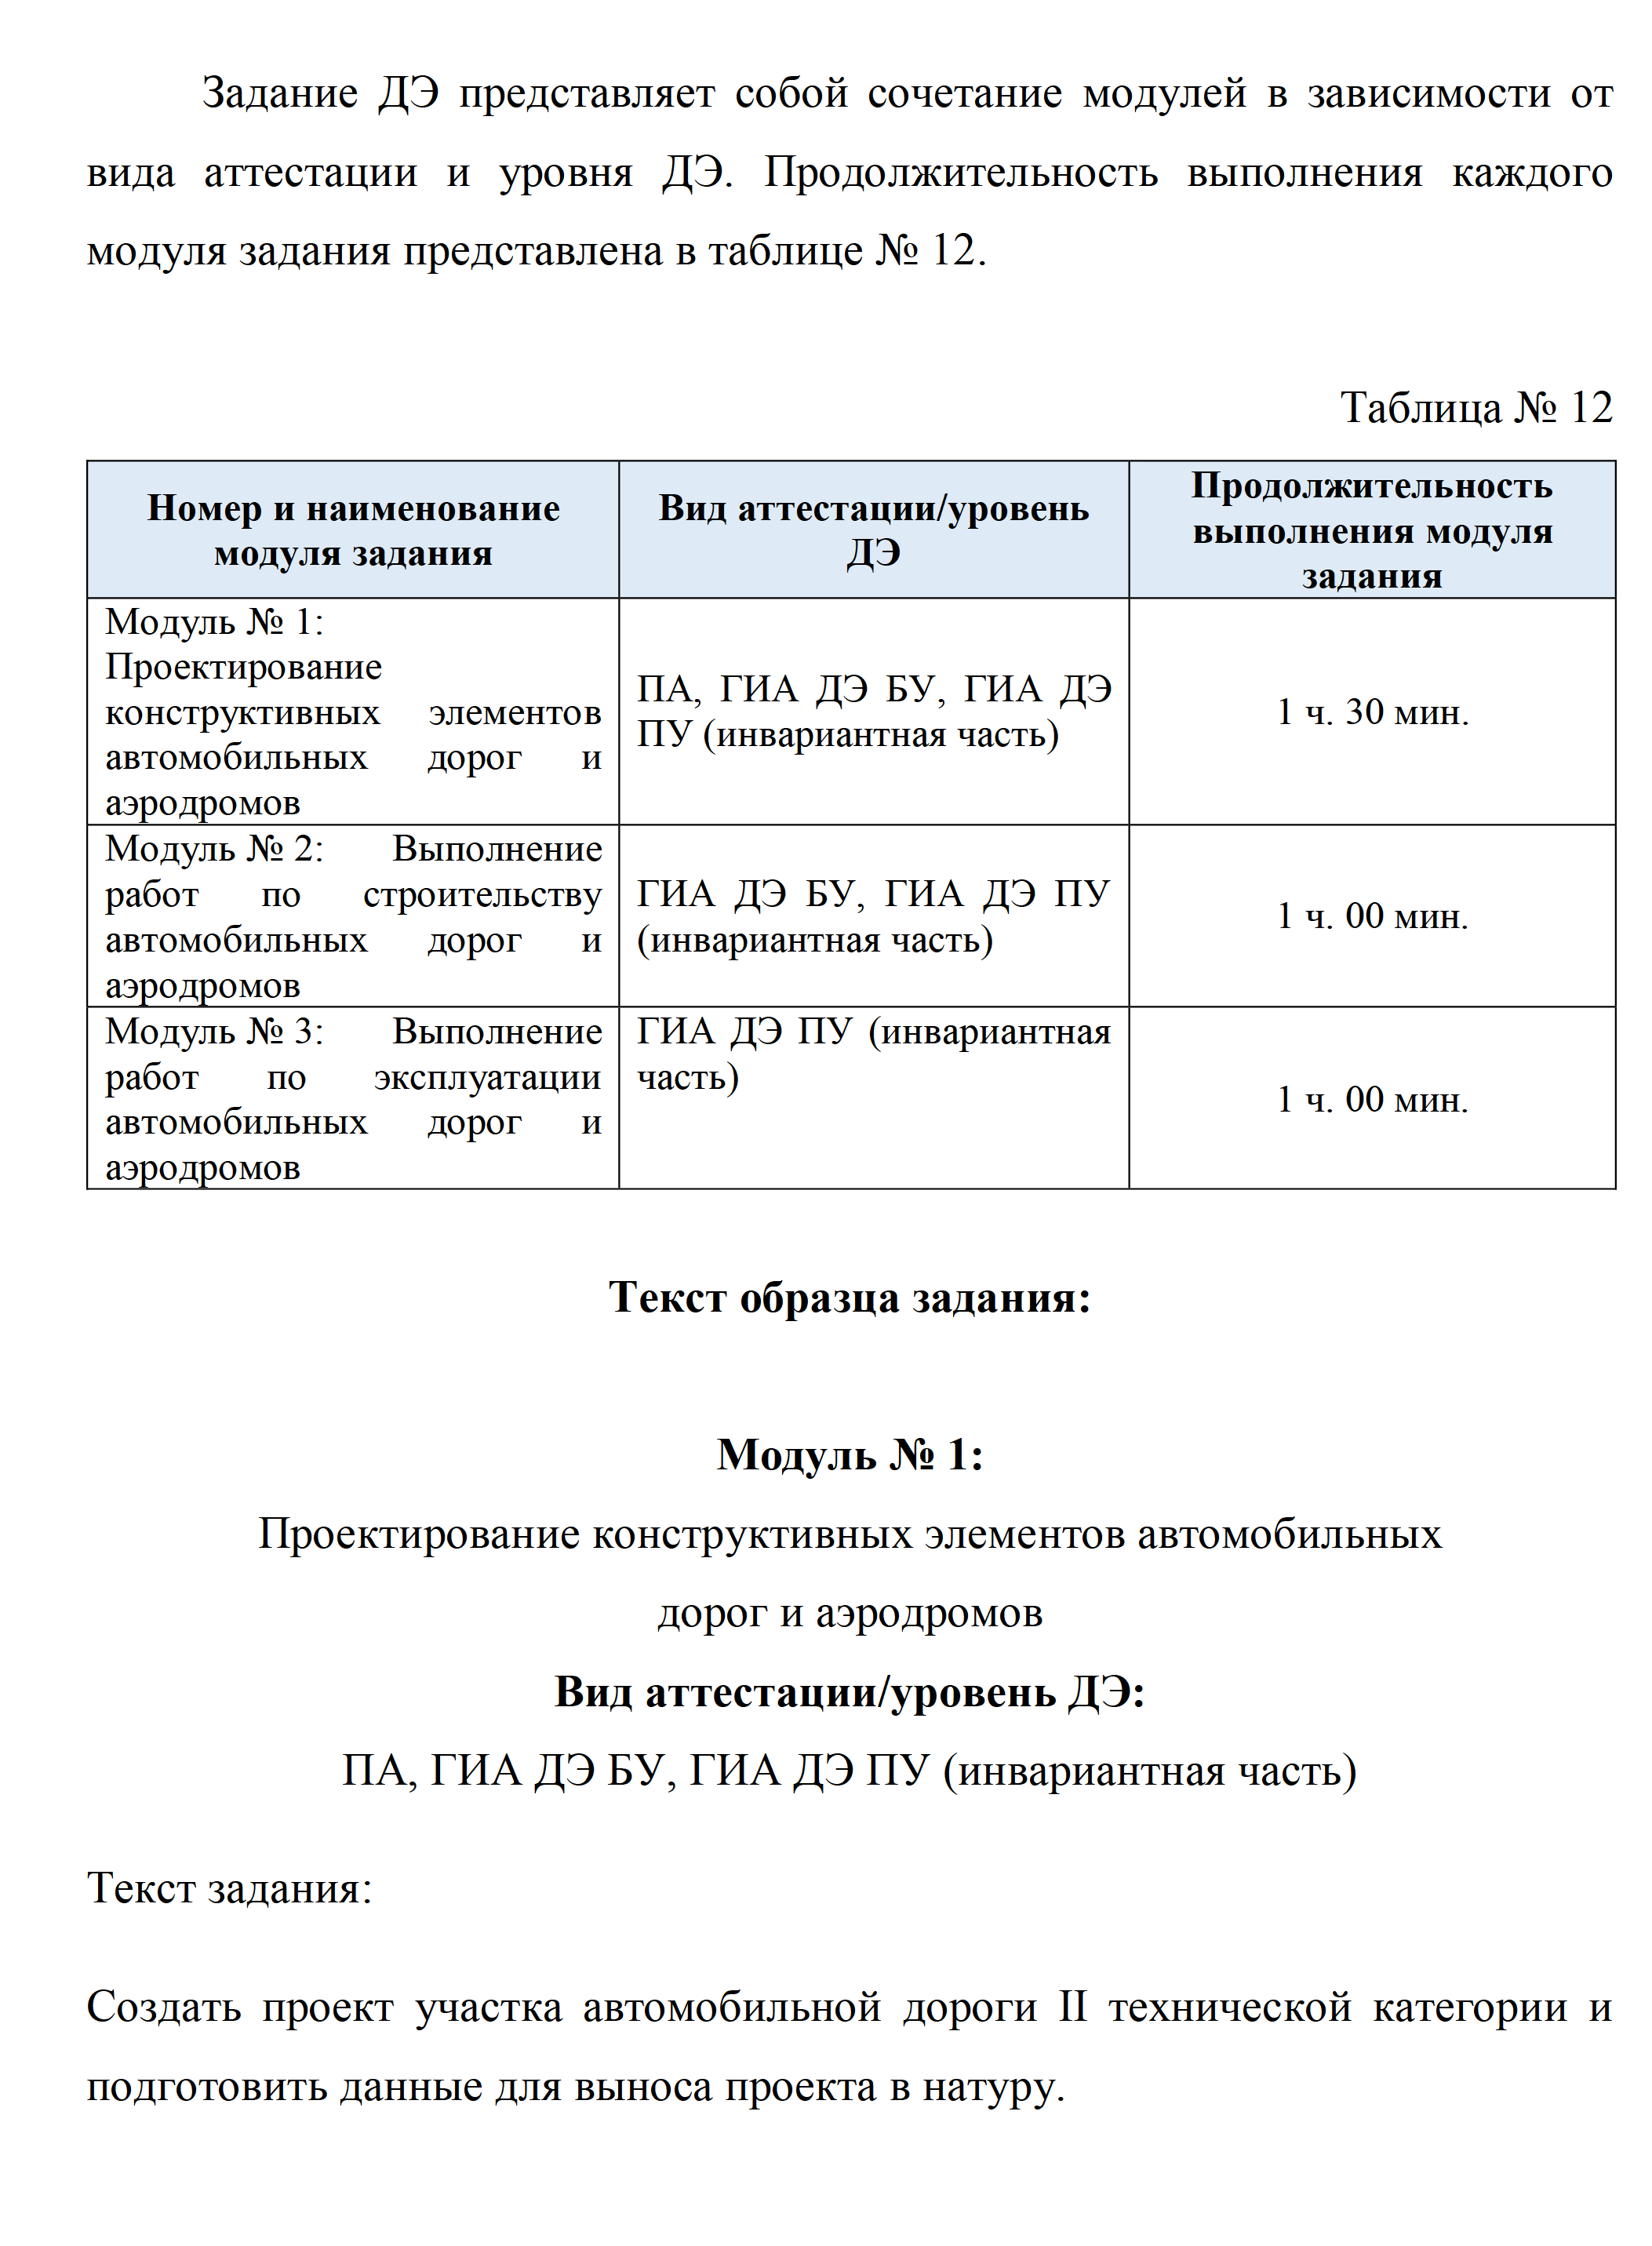 Задание ДЭ представляет собой сочетание модулей в зависимости от
вида аттестации и уровня ДЭ. Продолжительность выполнения каждого
модуля задания представлена в таблице № 12.
Таблица № 12
Номер и наименование
модуля задания
Вид аттестации/уровень
ДЭ
Продолжительность
выполнения модуля
задания
Модуль № 1:
Проектирование
конструктивных элементов
автомобильных дорог и
аэродромов
ПА, ГИА ДЭ БУ, ГИА ДЭ
ПУ (инвариантная часть)
1 ч. 30 мин.
Модуль № 2: Выполнение
работ по строительству
автомобильных дорог и
аэродромов
ГИА ДЭ БУ, ГИА ДЭ ПУ
(инвариантная часть)
1 ч. 00 мин.
Модуль № 3: Выполнение
работ по эксплуатации
автомобильных дорог и
аэродромов
ГИА ДЭ ПУ (инвариантная
часть)
1 ч. 00 мин.
Текст образца задания:
Модуль № 1:
Проектирование конструктивных элементов автомобильных
дорог и аэродромов
Вид аттестации/уровень ДЭ:
ПА, ГИА ДЭ БУ, ГИА ДЭ ПУ (инвариантная часть)
Текст задания:
Создать проект участка автомобильной дороги II технической категории и
подготовить данные для выноса проекта в натуру.